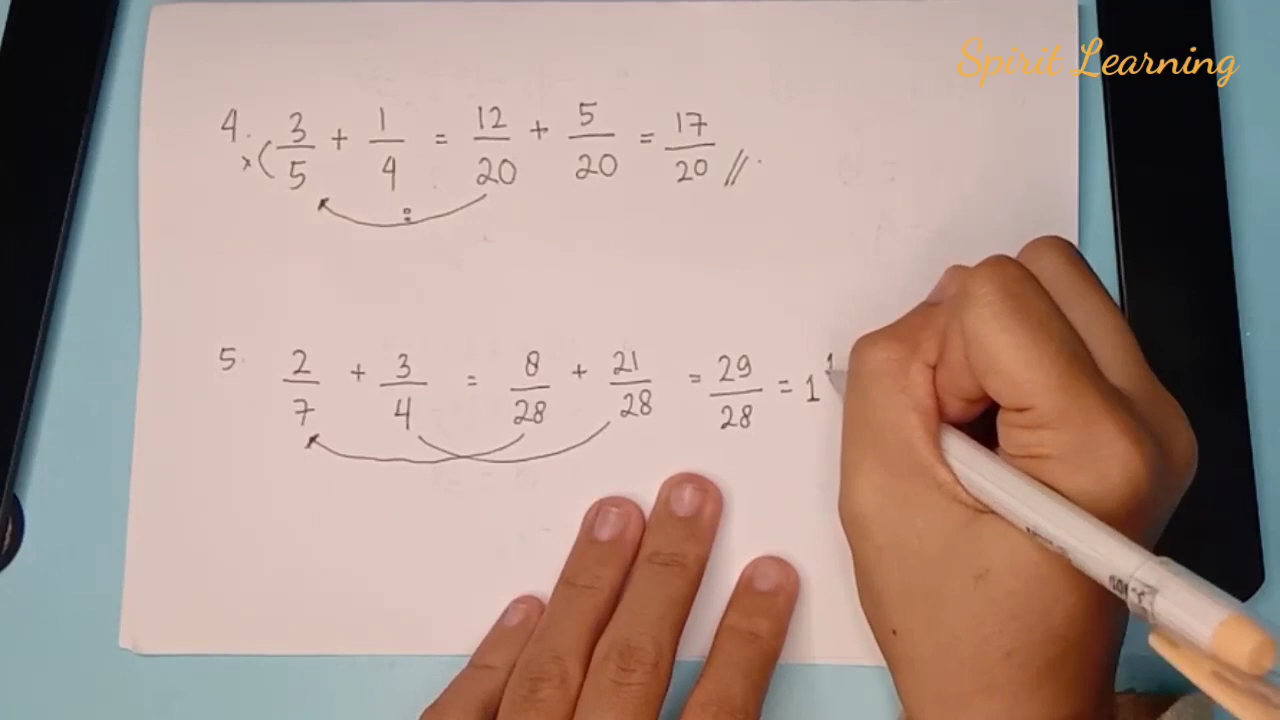 Spirit Learning
4. × ( 3/5 + 1/4 = 12/20 + 5/20 = 17/20 //.
:
5. 2/7 + 3/4 = 8/28 + 21/28 = 29/28 = 1 1